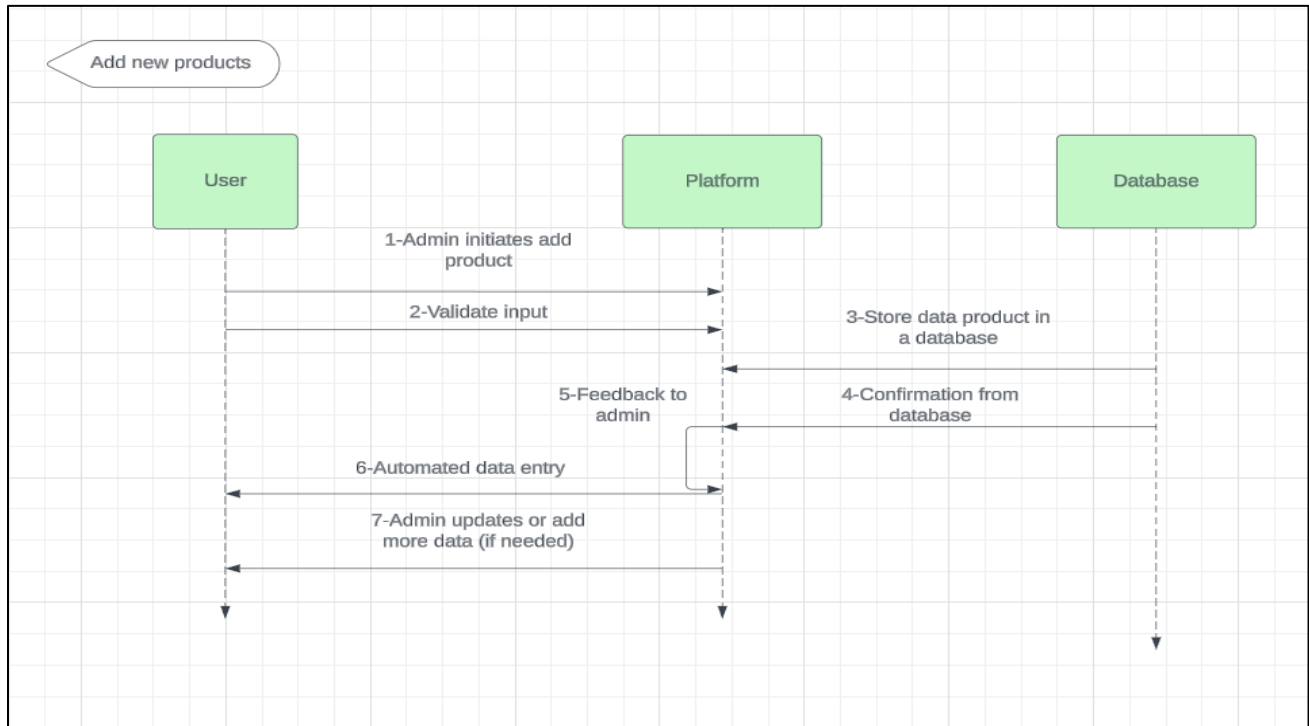 Add new products
User
Platform
Database
1-Admin initiates add
product
2-Validate input
3-Store data product in
a database
4-Confirmation from
database
5-Feedback to
admin
6-Automated data entry
7-Admin updates or add
more data (if needed)